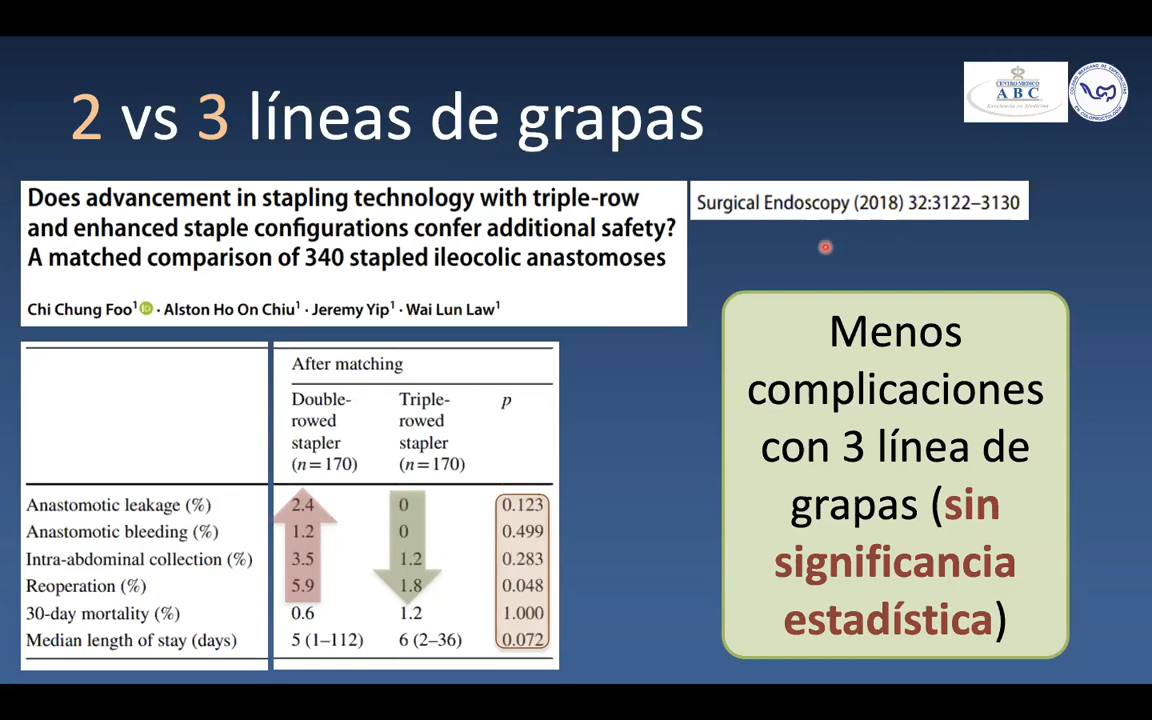 2 vs 3 líneas de grapas
CENTRO MEDICO
ABC
Excelencia en Medicina
Does advancement in stapling technology with triple-row
and enhanced staple configurations confer additional safety?
A matched comparison of 340 stapled ileocolic anastomoses
Chi Chung Foo1 · Alston Ho On Chiu1 · Jeremy Yip1 · Wai Lun Law1
Surgical Endoscopy (2018) 32:3122–3130
After matching
Double-rowed stapler (n = 170) Triple-rowed stapler (n = 170) p
Anastomotic leakage (%) 2.4 0 0.123
Anastomotic bleeding (%) 1.2 0 0.499
Intra-abdominal collection (%) 3.5 1.2 0.283
Reoperation (%) 5.9 1.8 0.048
30-day mortality (%) 0.6 1.2 1.000
Median length of stay (days) 5 (1–112) 6 (2–36) 0.072
Menos
complicaciones
con 3 línea de
grapas (sin
significancia
estadística)